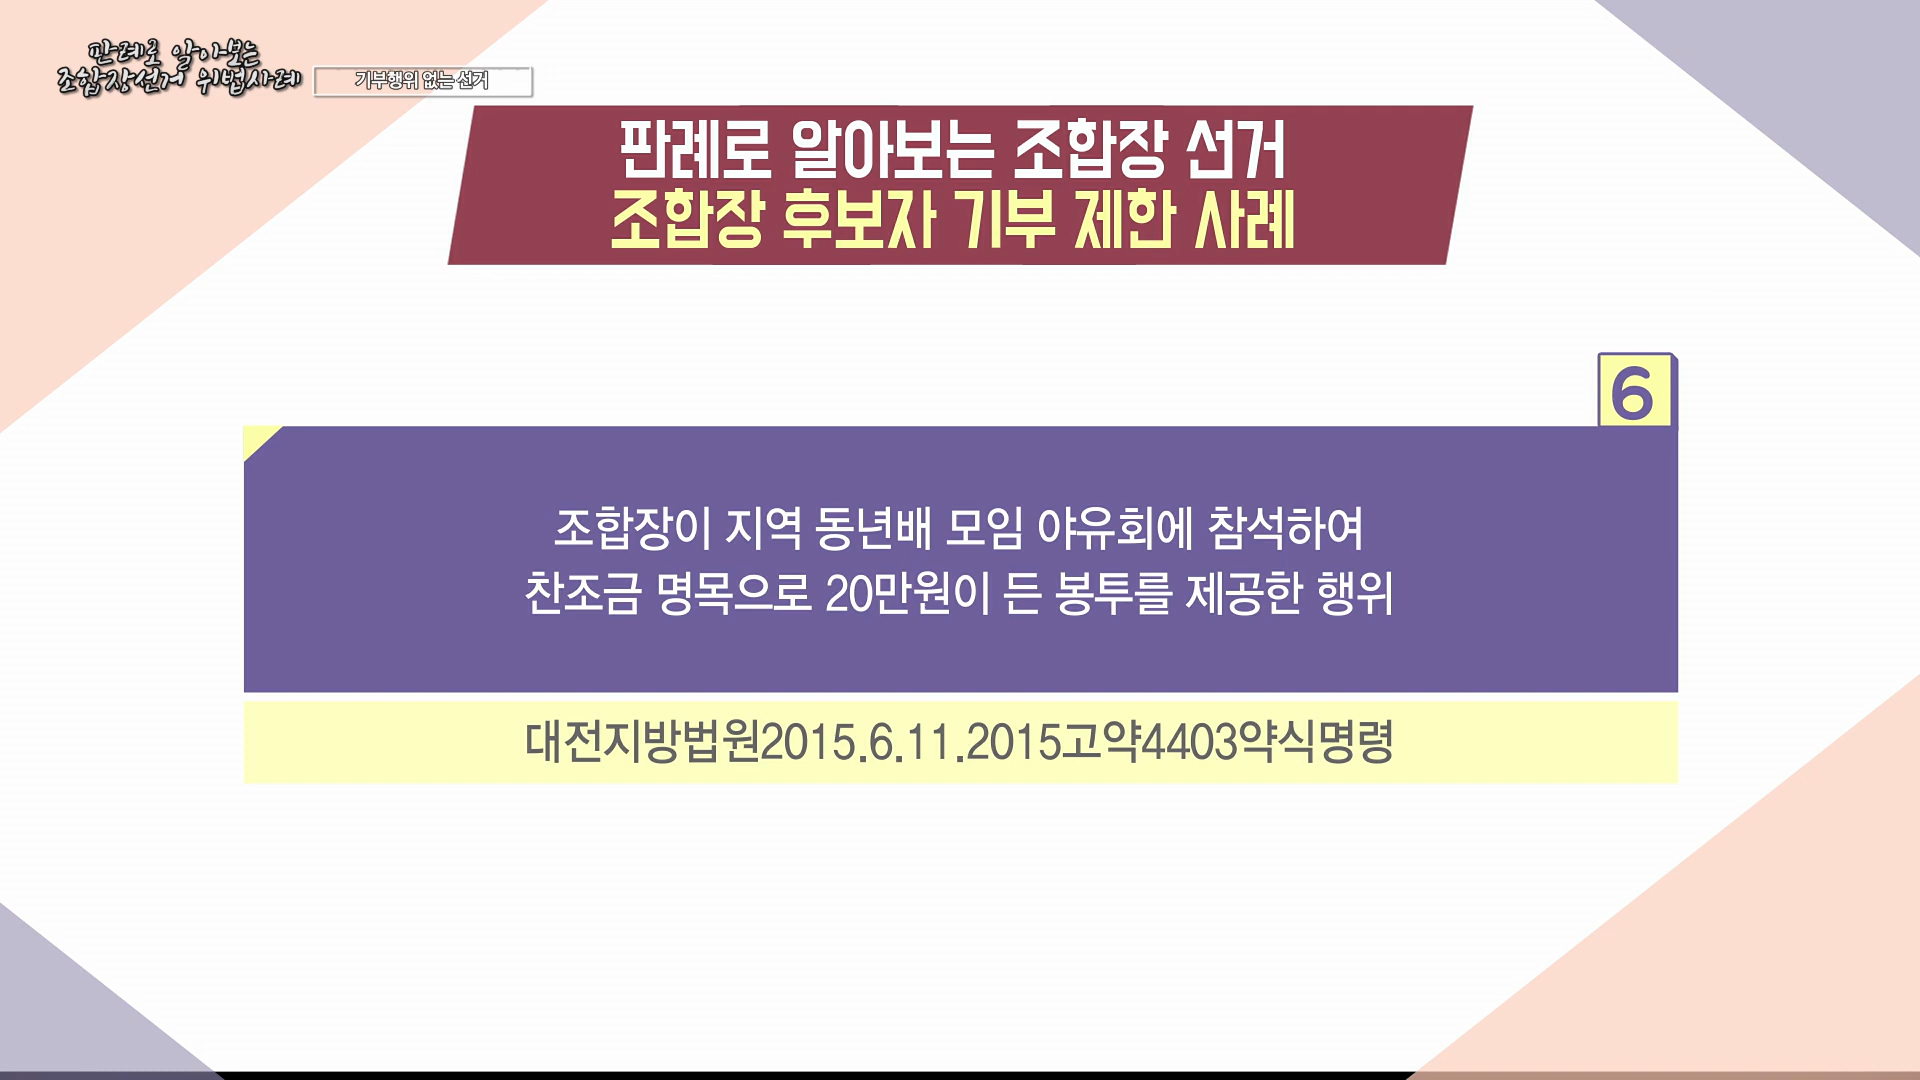 판례로 알아보는
조합장선거 위법사례
기부행위 없는 선거
판례로 알아보는 조합장 선거
조합장 후보자 기부 제한 사례
6
조합장이 지역 동년배 모임 야유회에 참석하여
찬조금 명목으로 20만원이 든 봉투를 제공한 행위
대전지방법원2015.6.11.2015고약4403약식명령